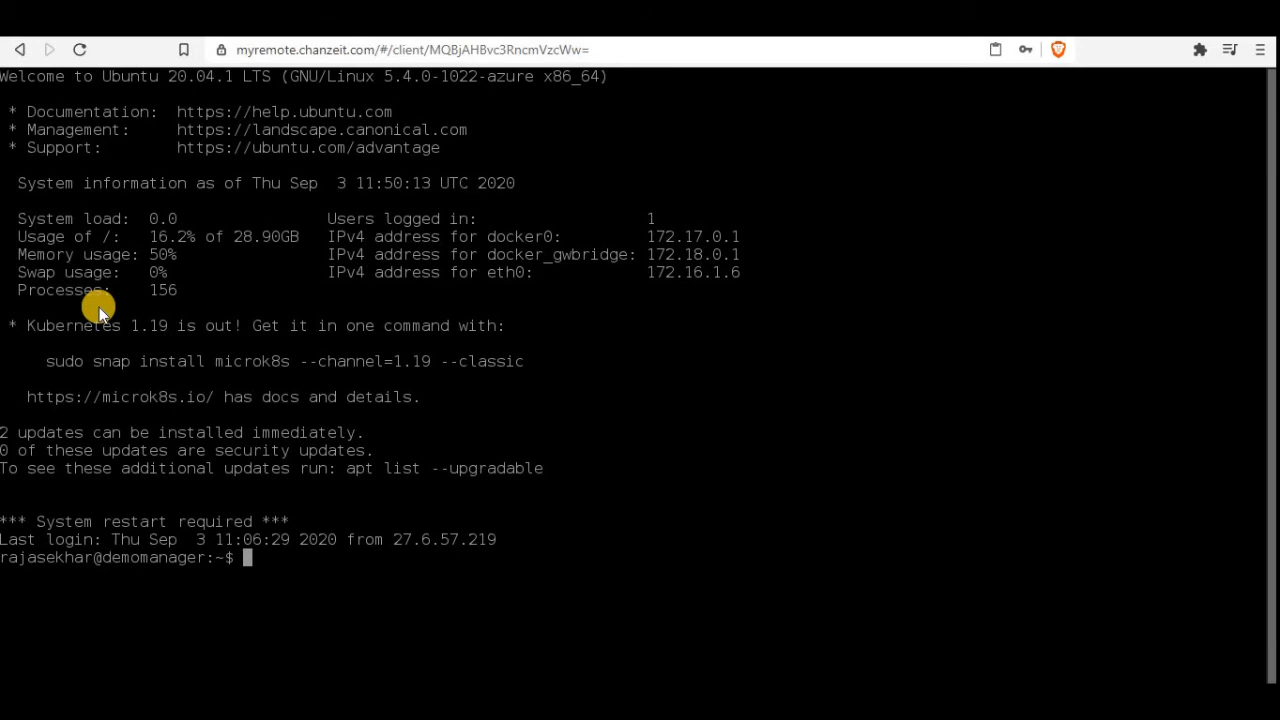 myremote.chanzeit.com/#/client/MQBjAHBvc3RncmVzcWw=
Welcome to Ubuntu 20.04.1 LTS (GNU/Linux 5.4.0-1022-azure x86_64)
* Documentation: https://help.ubuntu.com
* Management: https://landscape.canonical.com
* Support: https://ubuntu.com/advantage
System information as of Thu Sep 3 11:50:13 UTC 2020
System load: 0.0 Users logged in: 1
Usage of /: 16.2% of 28.90GB IPv4 address for docker0: 172.17.0.1
Memory usage: 50% IPv4 address for docker_gwbridge: 172.18.0.1
Swap usage: 0% IPv4 address for eth0: 172.16.1.6
Processes: 156
* Kubernetes 1.19 is out! Get it in one command with:
sudo snap install microk8s --channel=1.19 --classic
https://microk8s.io/ has docs and details.
2 updates can be installed immediately.
0 of these updates are security updates.
To see these additional updates run: apt list --upgradable
*** System restart required ***
Last login: Thu Sep 3 11:06:29 2020 from 27.6.57.219
rajasekhar@demomanager:~$